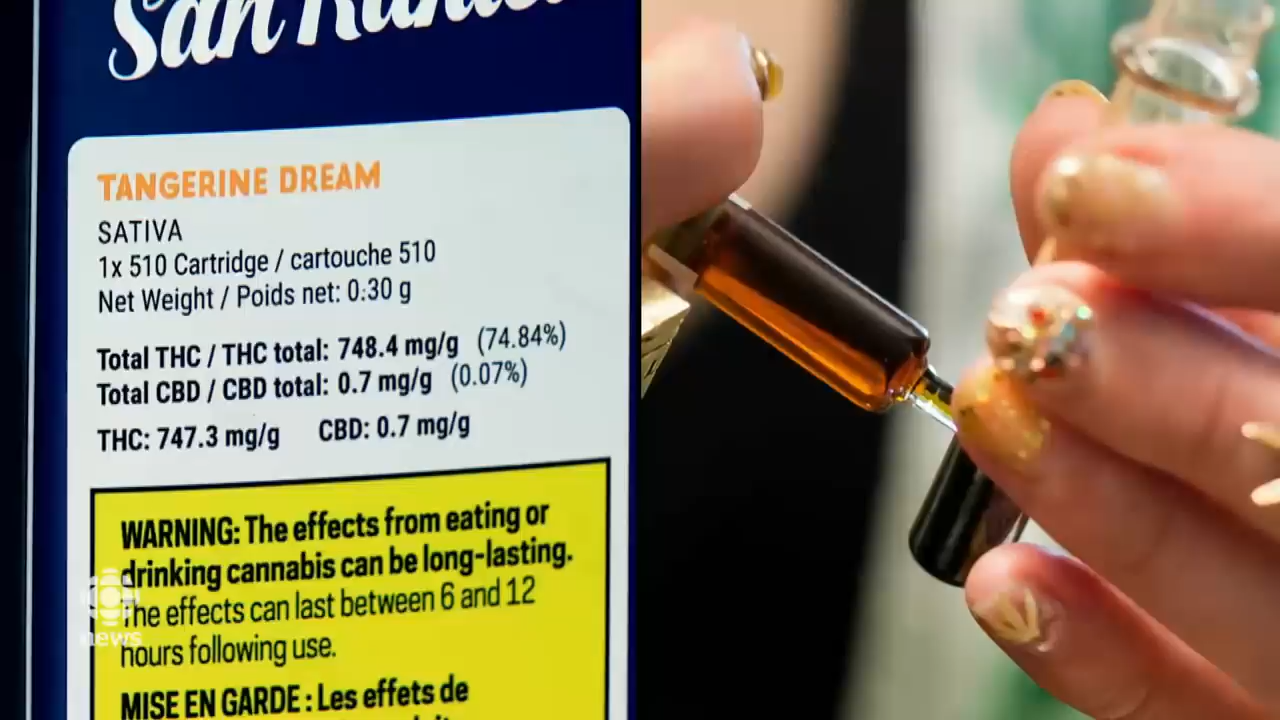 San
TANGERINE DREAM
SATIVA
1x 510 Cartridge / cartouche 510
Net Weight / Poids net: 0.30 g
Total THC / THC total: 748.4 mg/g (74.84%)
Total CBD / CBD total: 0.7 mg/g (0.07%)
THC: 747.3 mg/g CBD: 0.7 mg/g
WARNING: The effects from eating or
drinking cannabis can be long-lasting.
The effects can last between 6 and 12
hours following use.
MISE EN GARDE : Les effets de
news